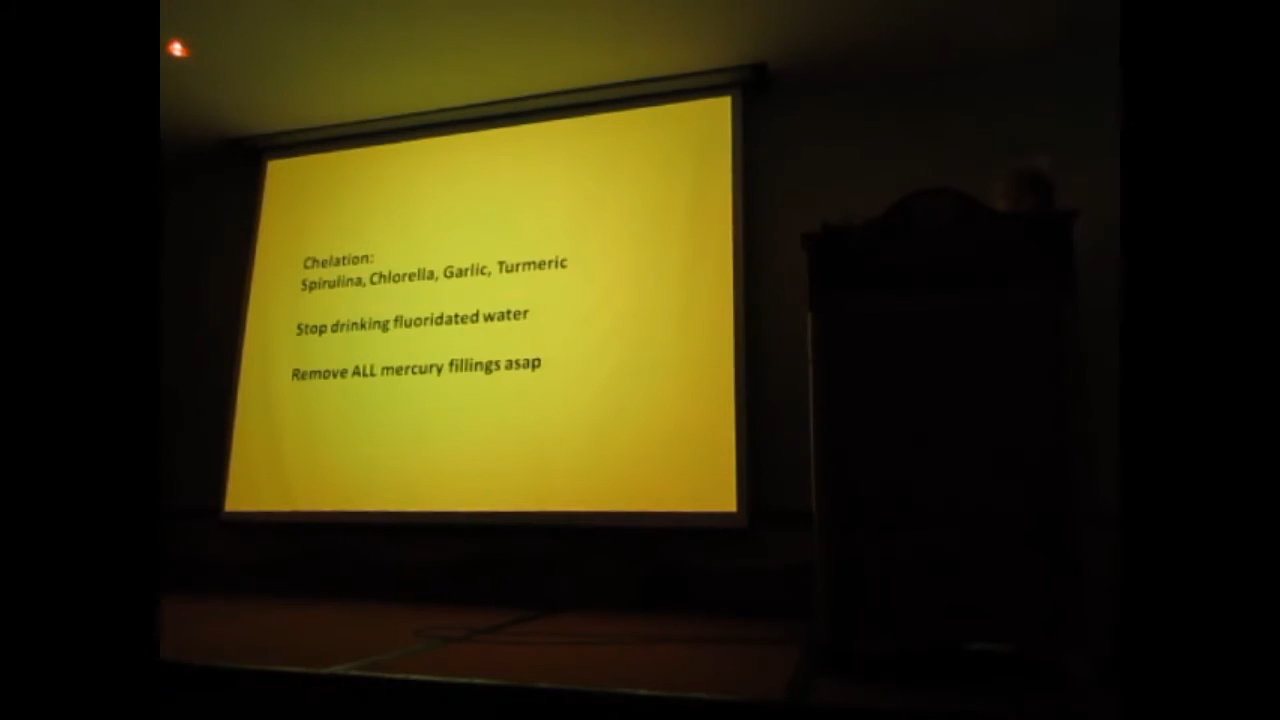 Chelation:
Spirulina, Chlorella, Garlic, Turmeric
Stop drinking fluoridated water
Remove ALL mercury fillings asap